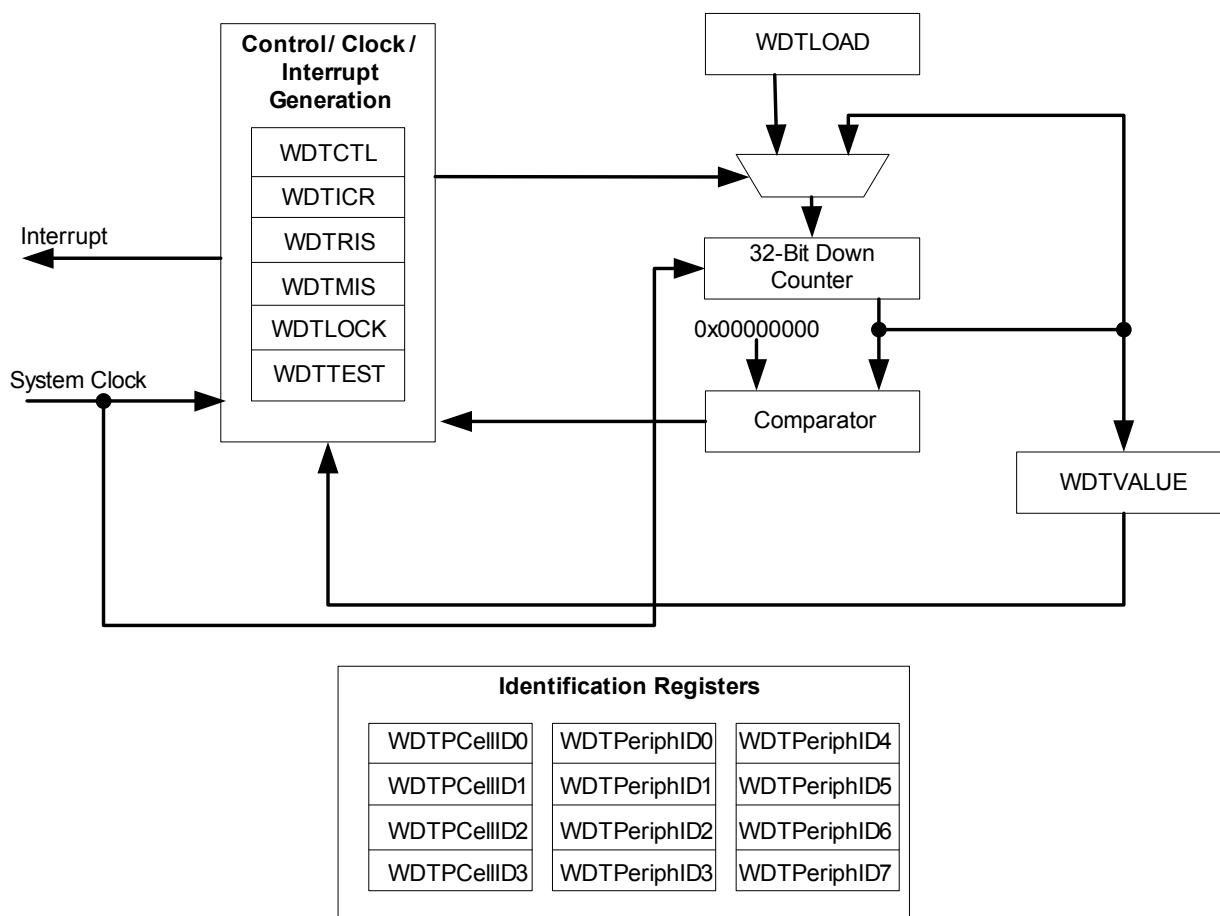 Control/ Clock/
Interrupt
Generation
WDTCTL
WDTICR
WDTRIS
WDTMIS
WDTLOCK
WDTTEST
Interrupt
System Clock
WDTLOAD
32-Bit Down
Counter
0x00000000
Comparator
WDTVALUE
Identification Registers
WDTPCellID0
WDTPeriphID0
WDTPeriphID4
WDTPCellID1
WDTPeriphID1
WDTPeriphID5
WDTPCellID2
WDTPeriphID2
WDTPeriphID6
WDTPCellID3
WDTPeriphID3
WDTPeriphID7